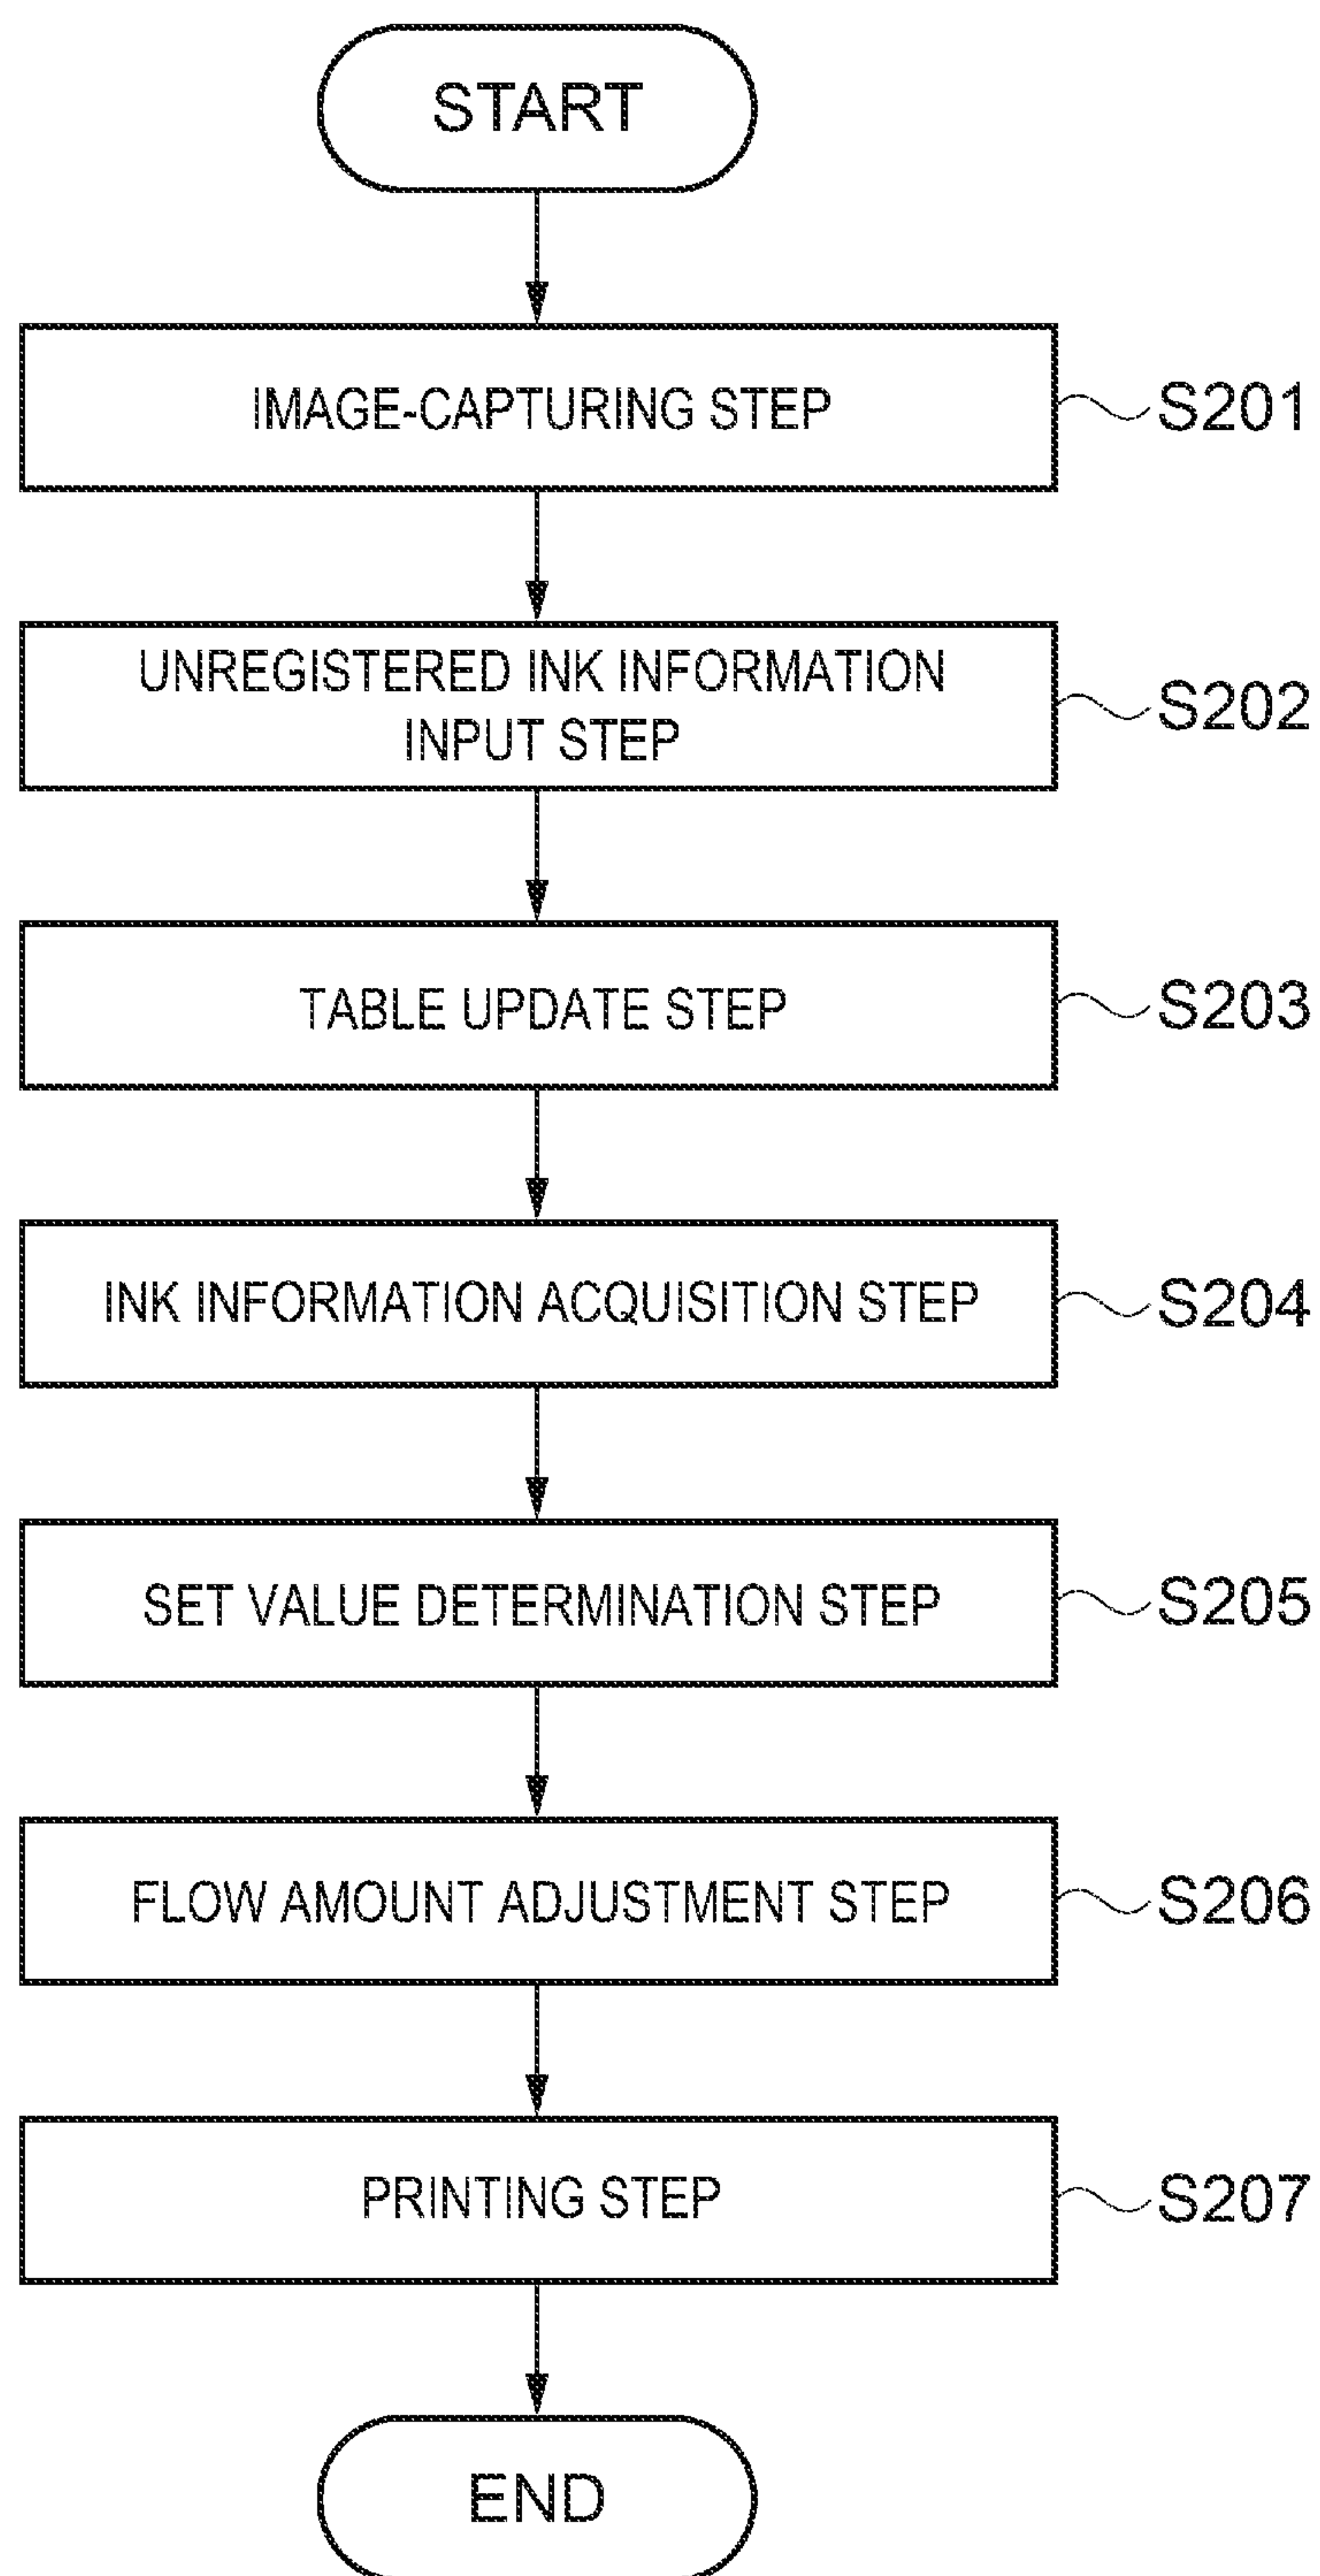 START
IMAGE-CAPTURING STEP
S201
UNREGISTERED INK INFORMATION
INPUT STEP
S202
TABLE UPDATE STEP
S203
INK INFORMATION ACQUISITION STEP
S204
SET VALUE DETERMINATION STEP
S205
FLOW AMOUNT ADJUSTMENT STEP
S206
PRINTING STEP
S207
END